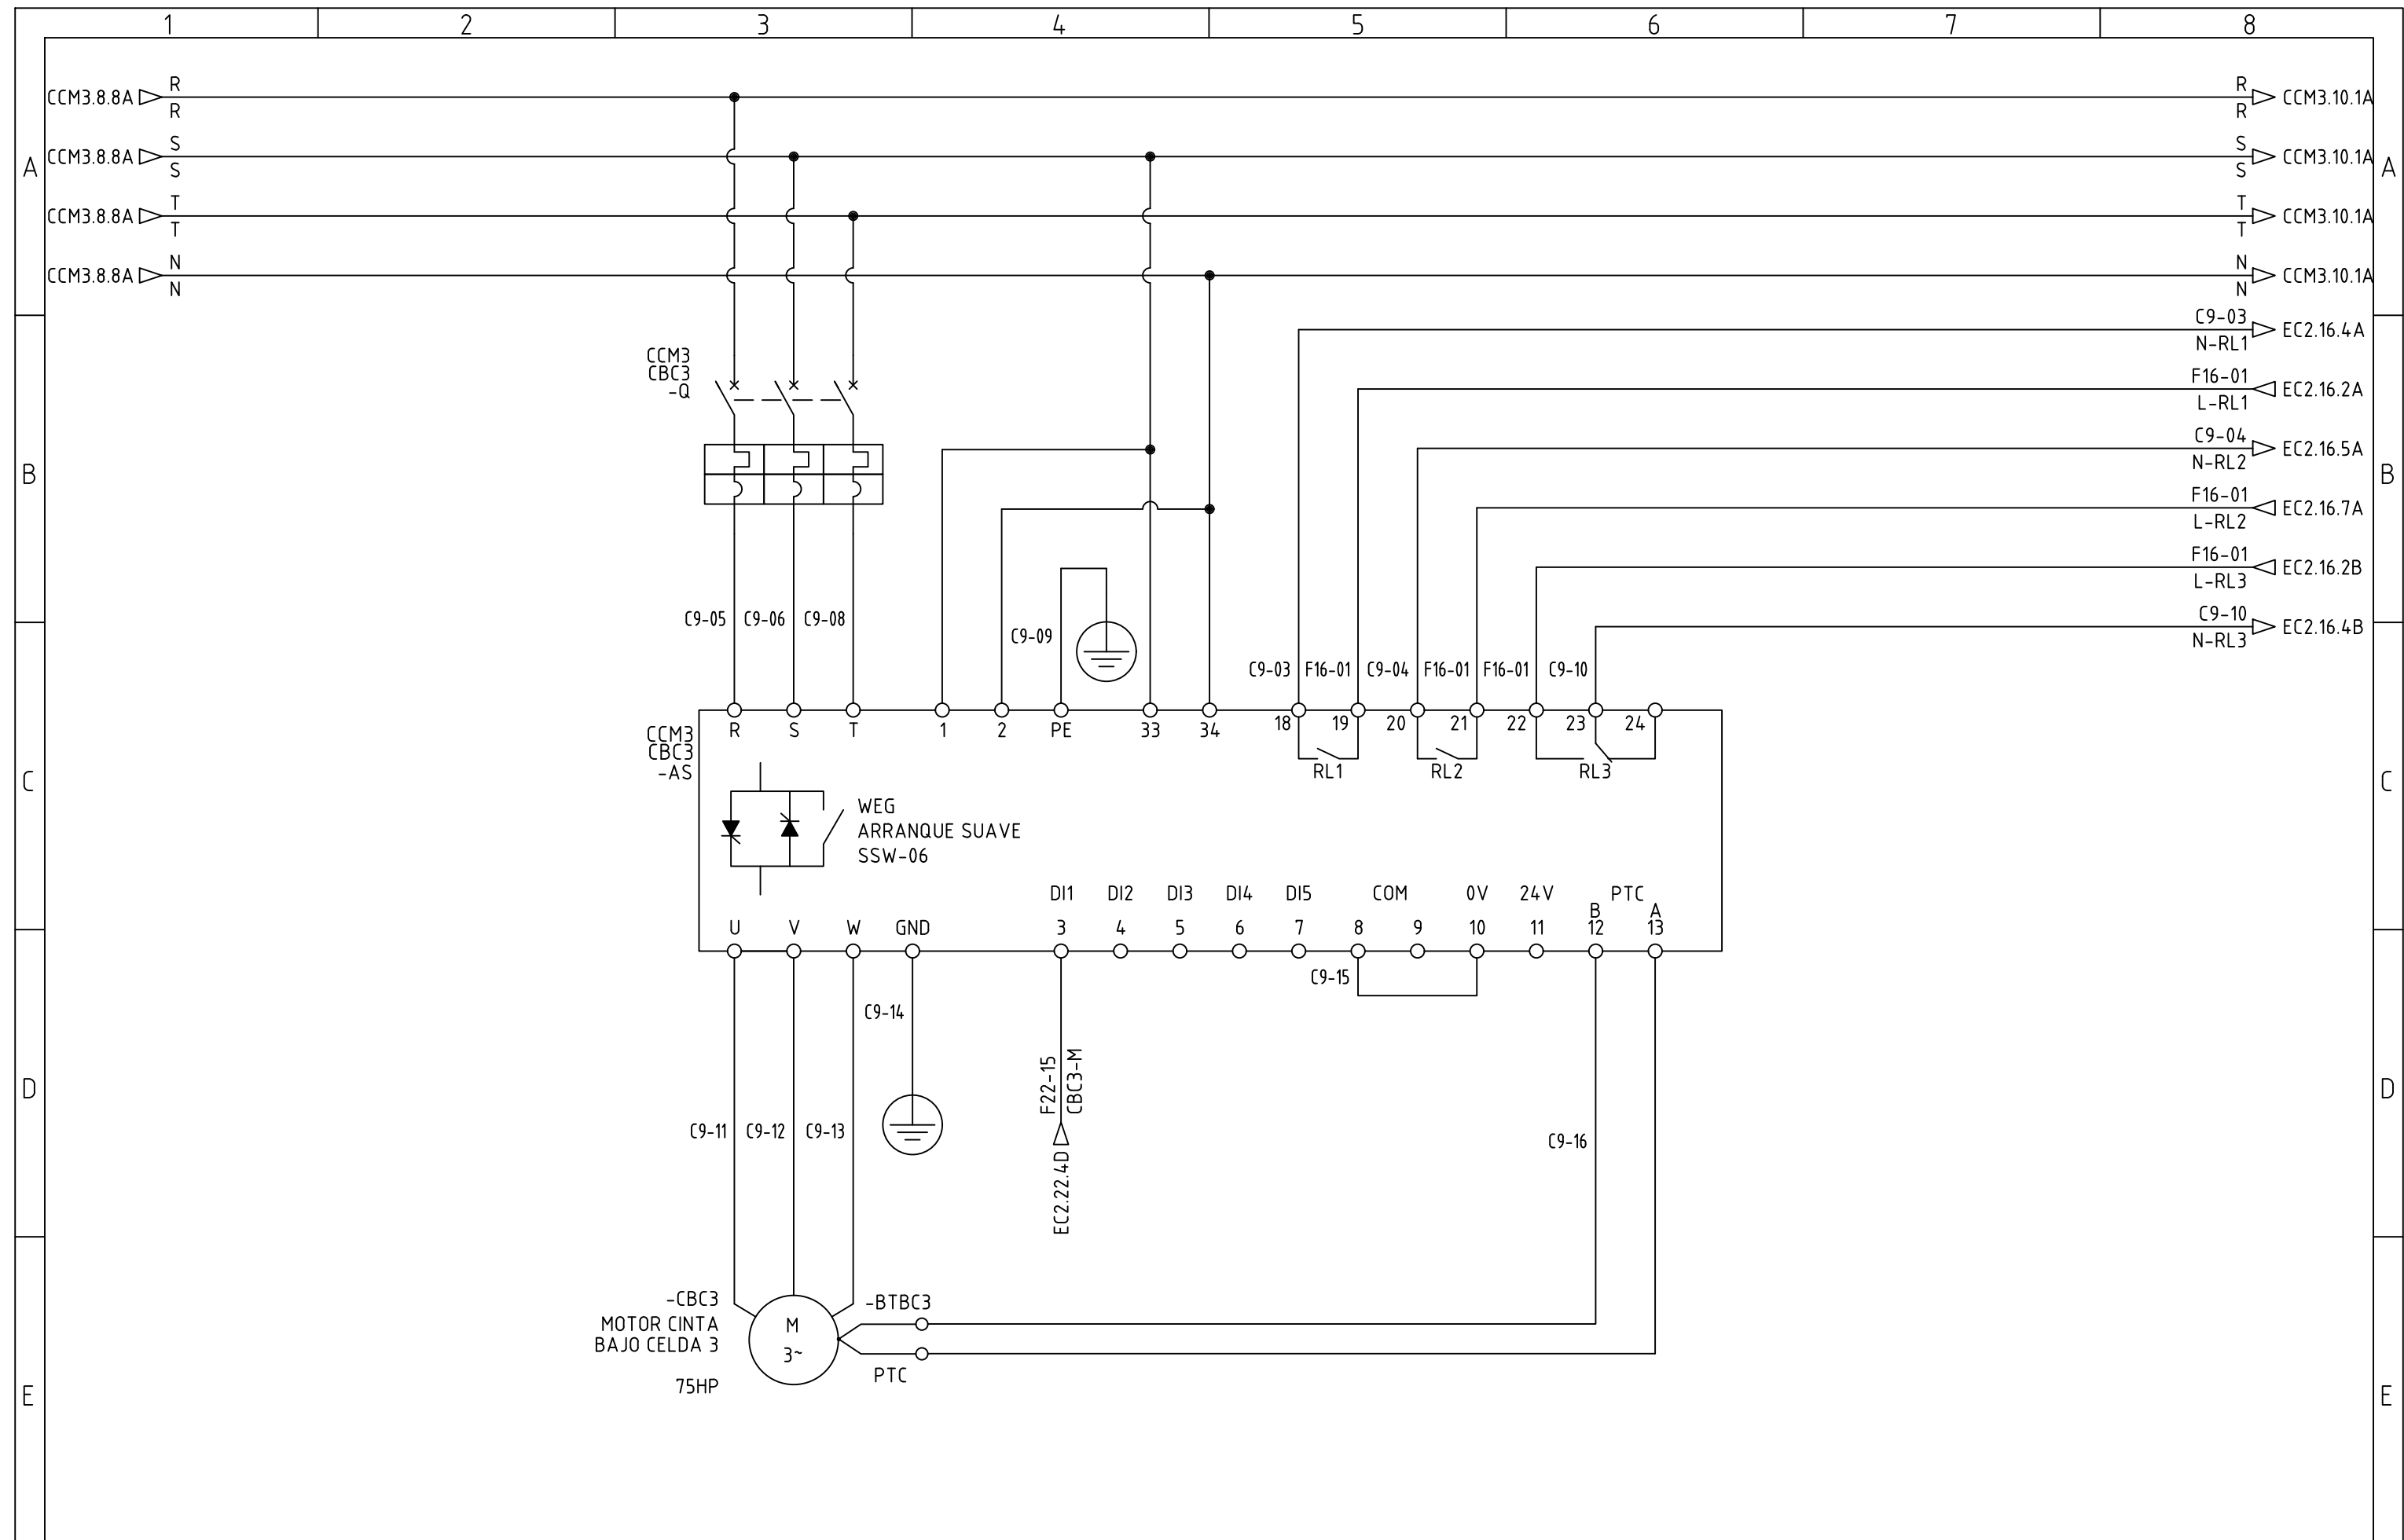 1 2 3 4 5 6 7 8
CCM3.8.8A R R R R CCM3.10.1A
CCM3.8.8A S S S S CCM3.10.1A
A A
CCM3.8.8A T T T T CCM3.10.1A
CCM3.8.8A N N N N CCM3.10.1A
C9-03 EC2.16.4A
N-RL1
CCM3
CBC3
-Q
F16-01 EC2.16.2A
L-RL1
C9-04 EC2.16.5A
N-RL2
B B
F16-01 EC2.16.7A
L-RL2
F16-01 EC2.16.2B
L-RL3
C9-10 EC2.16.4B
N-RL3
C9-05 C9-06 C9-08 C9-09
C9-03 F16-01 C9-04 F16-01 F16-01 C9-10
R S T 1 2 PE 33 34 18 19 20 21 22 23 24
CCM3
CBC3
-AS
RL1 RL2 RL3
C C
WEG
ARRANQUE SUAVE
SSW-06
DI1 DI2 DI3 DI4 DI5 COM 0V 24V PTC
B A
U V W GND 3 4 5 6 7 8 9 10 11 12 13
C9-15
C9-14
F22-15
CBC3-M
EC2.22.4D
D D
C9-11 C9-12 C9-13 C9-16
-CBC3 -BTBC3
MOTOR CINTA
BAJO CELDA 3
M
3~
PTC
75HP
E E